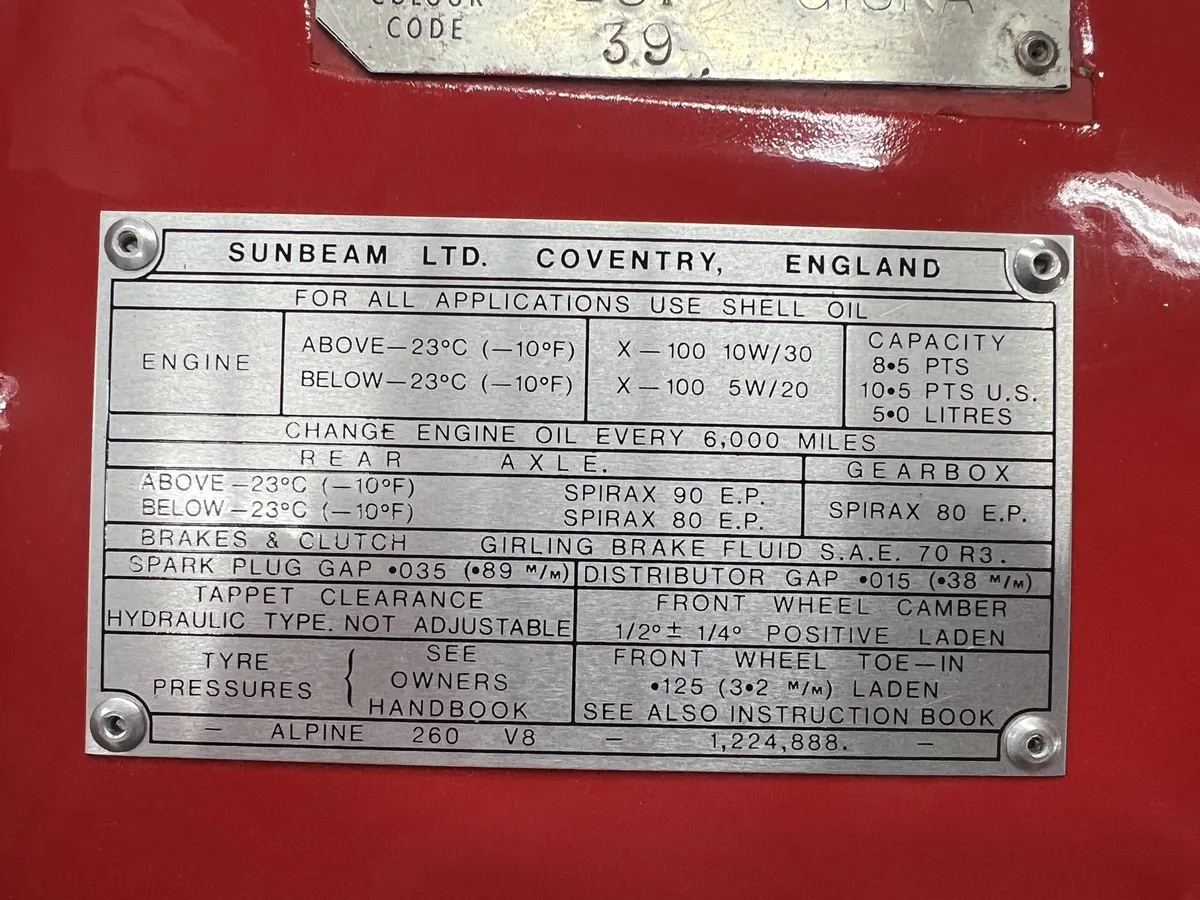 CODE
39
SUNBEAM LTD. COVENTRY, ENGLAND
FOR ALL APPLICATIONS USE SHELL OIL
ENGINE
ABOVE—23°C (—10°F)
BELOW—23°C (—10°F)
X—100 10W/30
X—100 5W/20
CAPACITY
8•5 PTS
10•5 PTS U.S.
5•0 LITRES
CHANGE ENGINE OIL EVERY 6,000 MILES
REAR AXLE.
ABOVE—23°C (—10°F) SPIRAX 90 E.P.
BELOW—23°C (—10°F) SPIRAX 80 E.P.
GEARBOX
SPIRAX 80 E.P.
BRAKES & CLUTCH GIRLING BRAKE FLUID S.A.E. 70 R3.
SPARK PLUG GAP •035 (•89 M/M)
DISTRIBUTOR GAP •015 (•38 M/M)
TAPPET CLEARANCE
HYDRAULIC TYPE. NOT ADJUSTABLE
FRONT WHEEL CAMBER
1/2°± 1/4° POSITIVE LADEN
TYRE
PRESSURES
SEE
OWNERS
HANDBOOK
FRONT WHEEL TOE—IN
•125 (3•2 M/M) LADEN
SEE ALSO INSTRUCTION BOOK
— ALPINE 260 V8 — 1,224,888. —